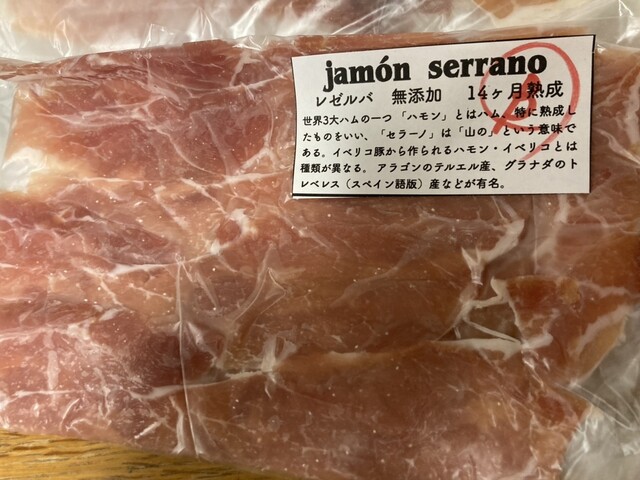 jamón serrano
レゼルバ 無添加 14ヶ月熟成
世界3大ハムの一つ 「ハモン」とはハム、特に熟成し
たものをいい、「セラーノ」は「山の」という意味で
ある。イベリコ豚から作られるハモン・イベリコとは
種類が異なる。 アラゴンのテルエル産、グラナダのト
レベレス（スペイン語版）産などが有名。